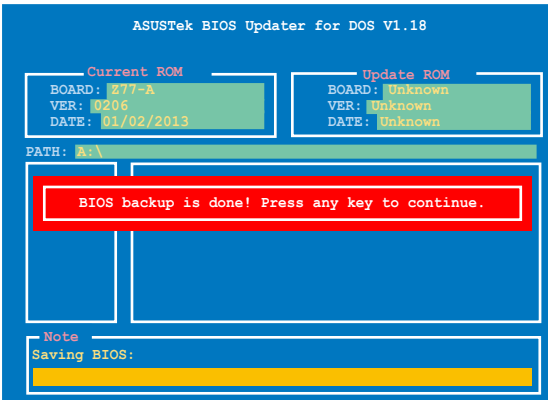 ASUSTek BIOS Updater for DOS V1.18
Current ROM
BOARD: Z77-A
VER: 0206
DATE: 01/02/2013
Update ROM
BOARD: Unknown
VER: Unknown
DATE: Unknown
PATH: A:\
BIOS backup is done! Press any key to continue.
Note
Saving BIOS: